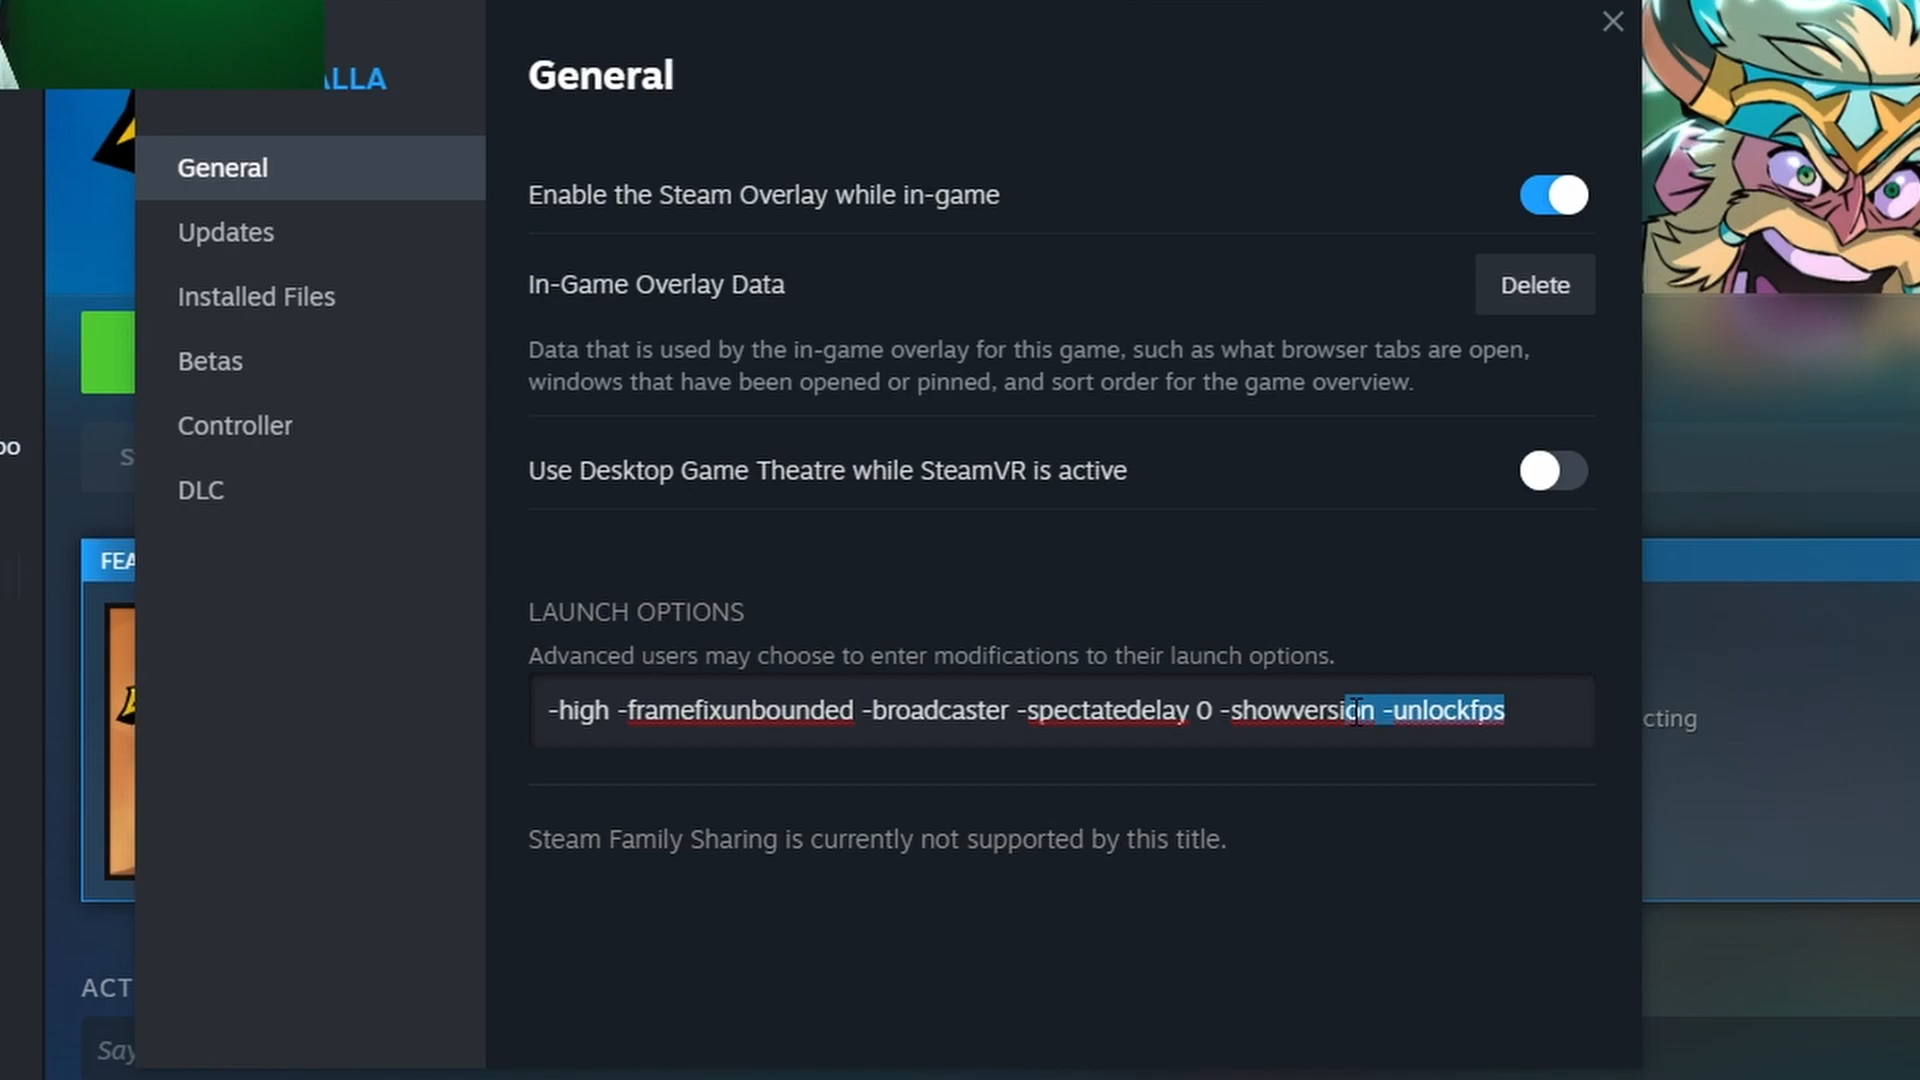 ALLA
General
General
Updates
Installed Files
Betas
Controller
DLC
Enable the Steam Overlay while in-game
In-Game Overlay Data
Delete
Data that is used by the in-game overlay for this game, such as what browser tabs are open,
windows that have been opened or pinned, and sort order for the game overview.
Use Desktop Game Theatre while SteamVR is active
LAUNCH OPTIONS
Advanced users may choose to enter modifications to their launch options.
-high -framefixunbounded -broadcaster -spectatedelay 0 -showversion -unlockfps
Steam Family Sharing is currently not supported by this title.
oo
S
FEA
cting
ACT
Say